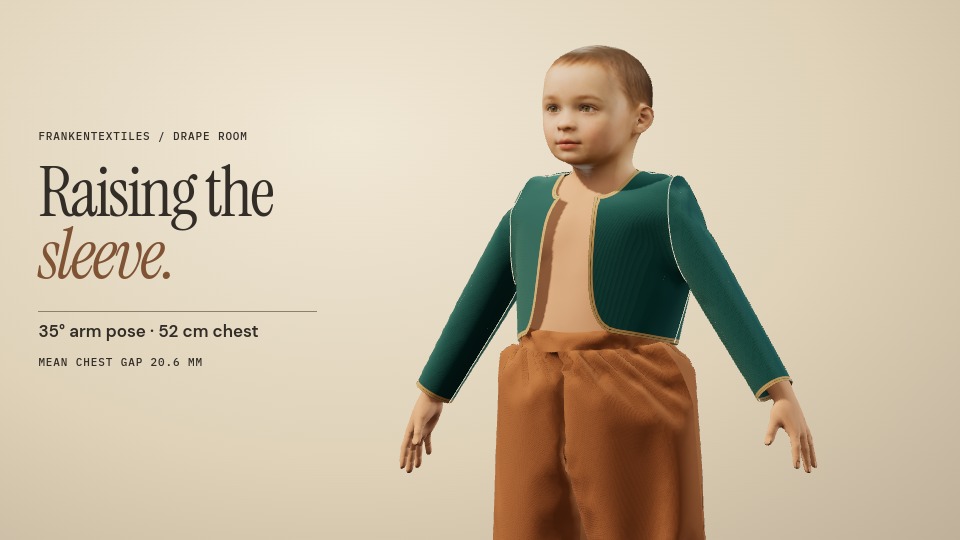 FRANKENTEXTILES / DRAPE ROOM
Raising the
sleeve.
35° arm pose · 52 cm chest
MEAN CHEST GAP 20.6 MM